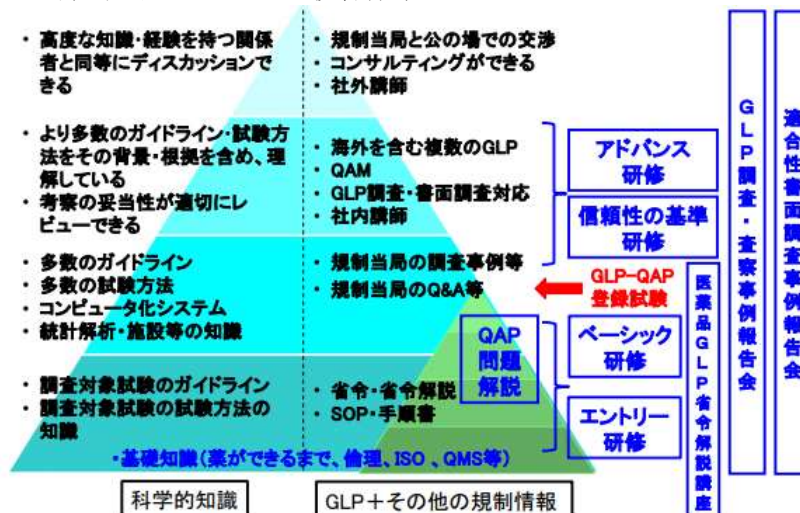 ・ 高度な知識・経験を持つ関係
者と同等にディスカッションで
きる
・ 規制当局と公の場での交渉
・ コンサルティングができる
・ 社外講師
・ より多数のガイドライン・試験方
法をその背景・根拠を含め、理
解している
・ 考察の妥当性が適切にレ
ビューできる
・ 海外を含む複数のGLP
・ QAM
・ GLP調査・書面調査対応
・ 社内講師
・ 多数のガイドライン
・ 多数の試験方法
・ コンピュータ化システム
・ 統計解析・施設等の知識
・ 規制当局の調査事例等
・ 規制当局のQ&A等
・ 調査対象試験のガイドライン
・ 調査対象試験の試験方法の
知識
・ 省令・省令解説
・ SOP・手順書
・基礎知識(薬ができるまで、倫理、ISO 、QMS等)
科学的知識
GLP+その他の規制情報
QAP
問題
解説
アドバンス
研修
信頼性の基準
研修
GLP-QAP
登録試験
ベーシック
研修
エントリー
研修
医薬品GLP省令解説講座
GLP調査・査察事例報告会
適合性書面調査事例報告会